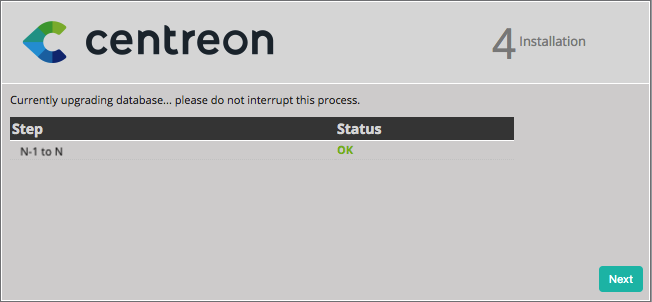 centreon
4 Installation
Currently upgrading database... please do not interrupt this process.
Step Status
N-1 to N OK
Next